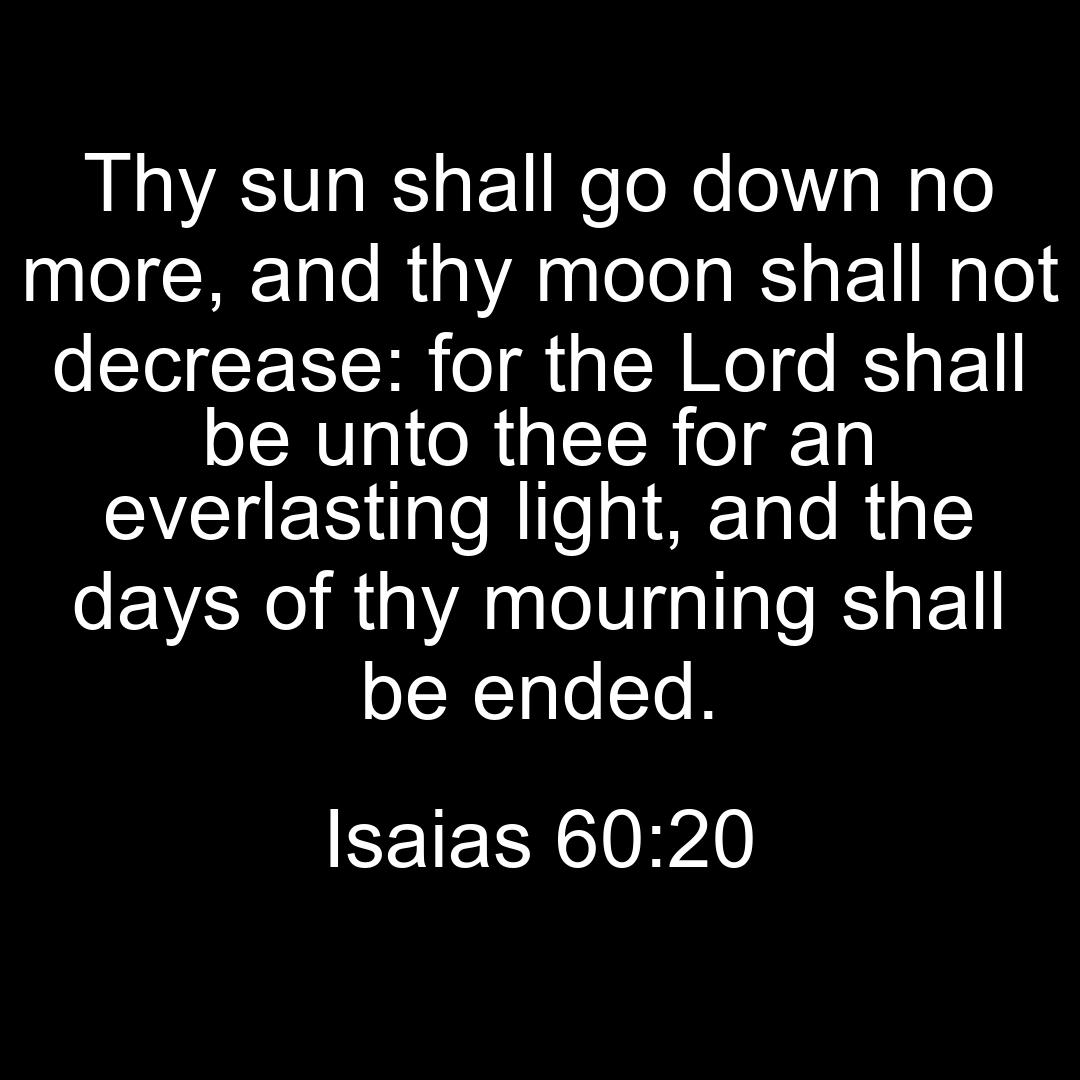 Thy sun shall go down no
more, and thy moon shall not
decrease: for the Lord shall
be unto thee for an
everlasting light, and the
days of thy mourning shall
be ended.
Isaias 60:20